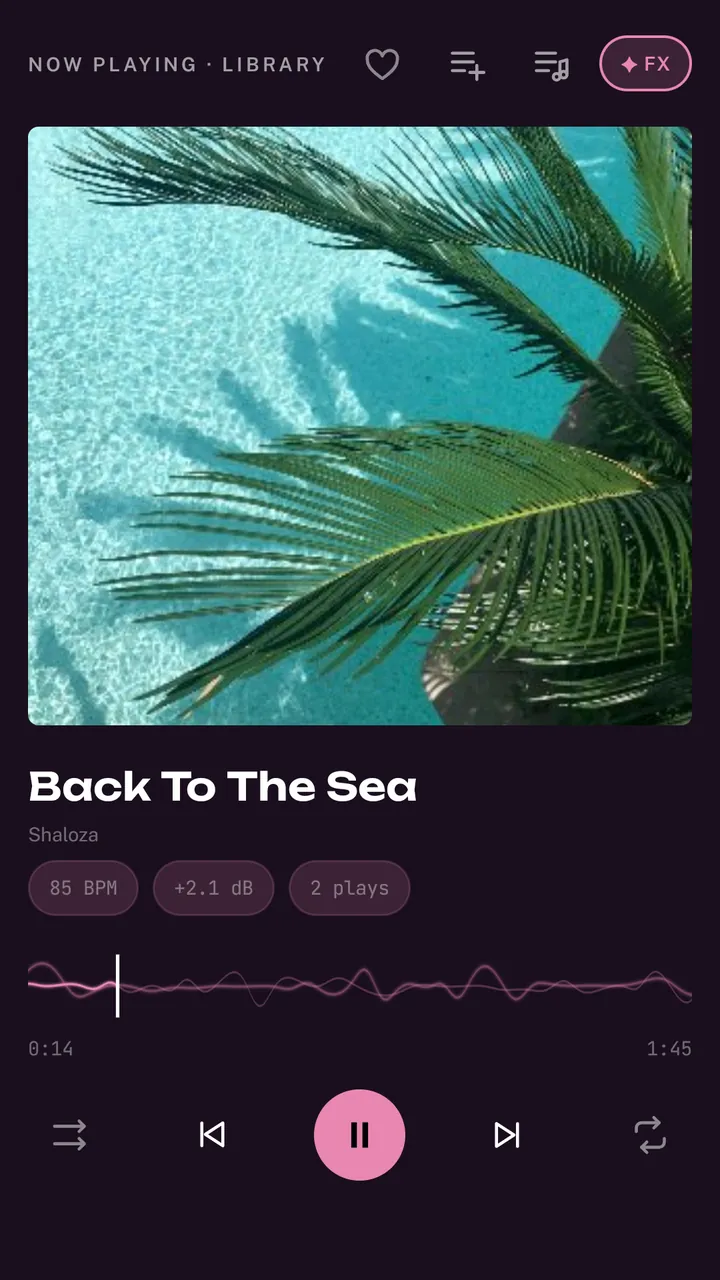 NOW PLAYING · LIBRARY
FX
Back To The Sea
Shaloza
85 BPM +2.1 dB 2 plays
0:14 1:45